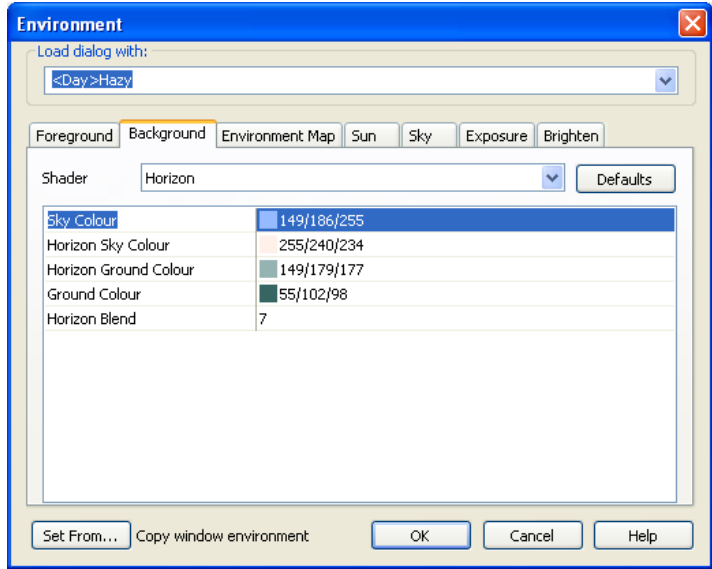 Environment
Load dialog with:
<Day>Hazy
Foreground Background Environment Map Sun Sky Exposure Brighten
Shader Horizon Defaults
Sky Colour 149/186/255
Horizon Sky Colour 255/240/234
Horizon Ground Colour 149/179/177
Ground Colour 55/102/98
Horizon Blend 7
Set From... Copy window environment OK Cancel Help